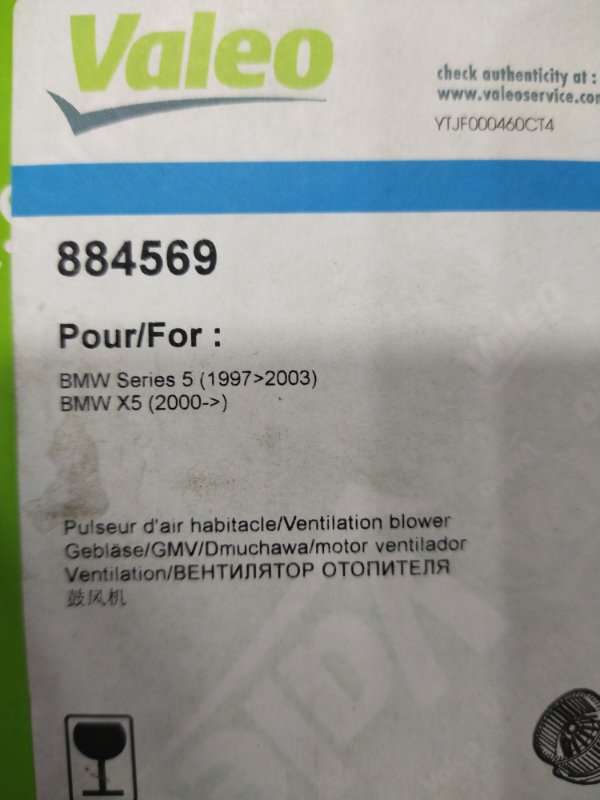 Valeo
check authenticity at :
www.valeoservice.com
YTJF000460CT4
884569
Pour/For :
BMW Series 5 (1997>2003)
BMW X5 (2000->)
Pulseur d'air habitacle/Ventilation blower
Gebläse/GMV/Dmuchawa/motor ventilador
Ventilation/ВЕНТИЛЯТОР ОТОПИТЕЛЯ
鼓风机
Valeo